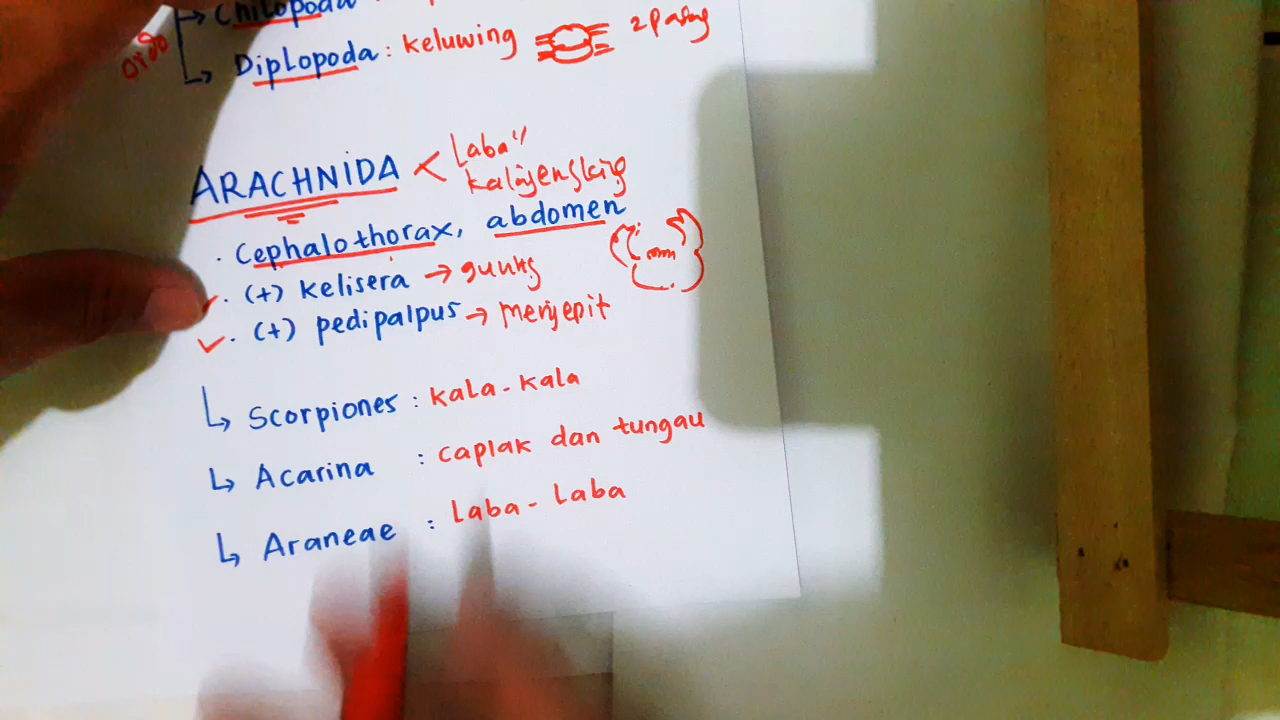 Chilopoda
Ordo
Diplopoda : keluwing 2 pasang
ARACHNIDA < Laba"
kalajengking
. Cephalothorax, abdomen
. (+) kelisera → gunting
. (+) pedipalpus → menjepit
↳ Scorpiones : kala-kala
↳ Acarina : caplak dan tungau
↳ Araneae : Laba-Laba